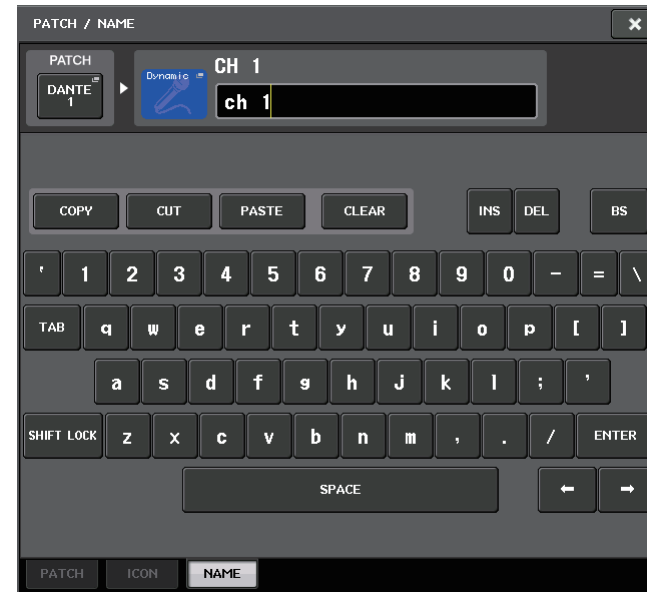 PATCH / NAME ×
PATCH
DANTE
1
Dynamic
CH 1
ch 1
COPY CUT PASTE CLEAR INS DEL BS
' 1 2 3 4 5 6 7 8 9 0 - = \
TAB q w e r t y u i o p [ ]
a s d f g h j k l ; '
SHIFT LOCK z x c v b n m , . / ENTER
SPACE ← →
PATCH ICON NAME